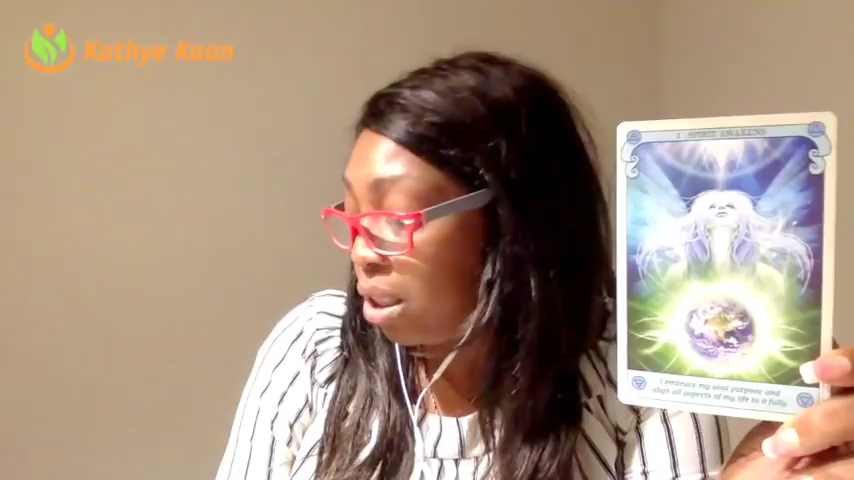 Kathye Kaan
1 SPIRIT AWAKENS
I embrace my soul purpose and
align all aspects of my life to it fully.